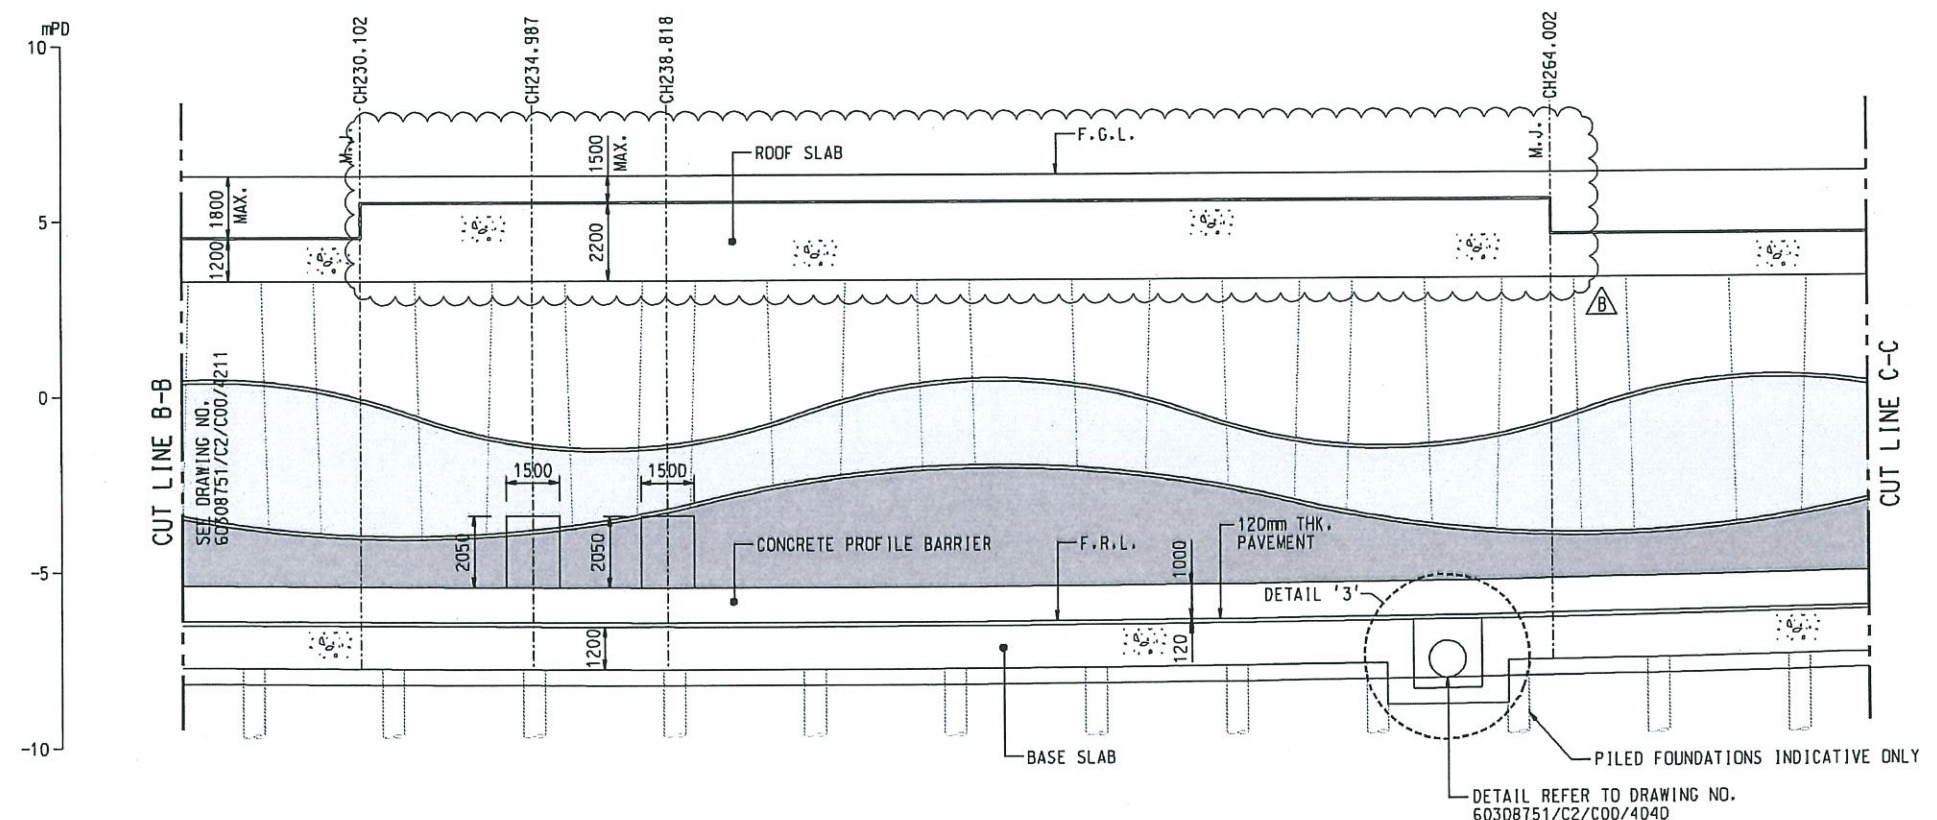 mPD
10
5
0
-5
-10
CH230.102
CH234.987
CH238.818
CH264.002
M.J.
M.J.
F.G.L.
ROOF SLAB
1500
MAX.
1800
MAX.
1200
2200
B
CUT LINE B-B
SEE DRAWING NO.
60308751/C2/C00/4211
CUT LINE C-C
1500
1500
2050
2050
CONCRETE PROFILE BARRIER
F.R.L.
120mm THK.
PAVEMENT
1000
120
DETAIL '3'
1200
BASE SLAB
PILED FOUNDATIONS INDICATIVE ONLY
DETAIL REFER TO DRAWING NO.
60308751/C2/C00/4040